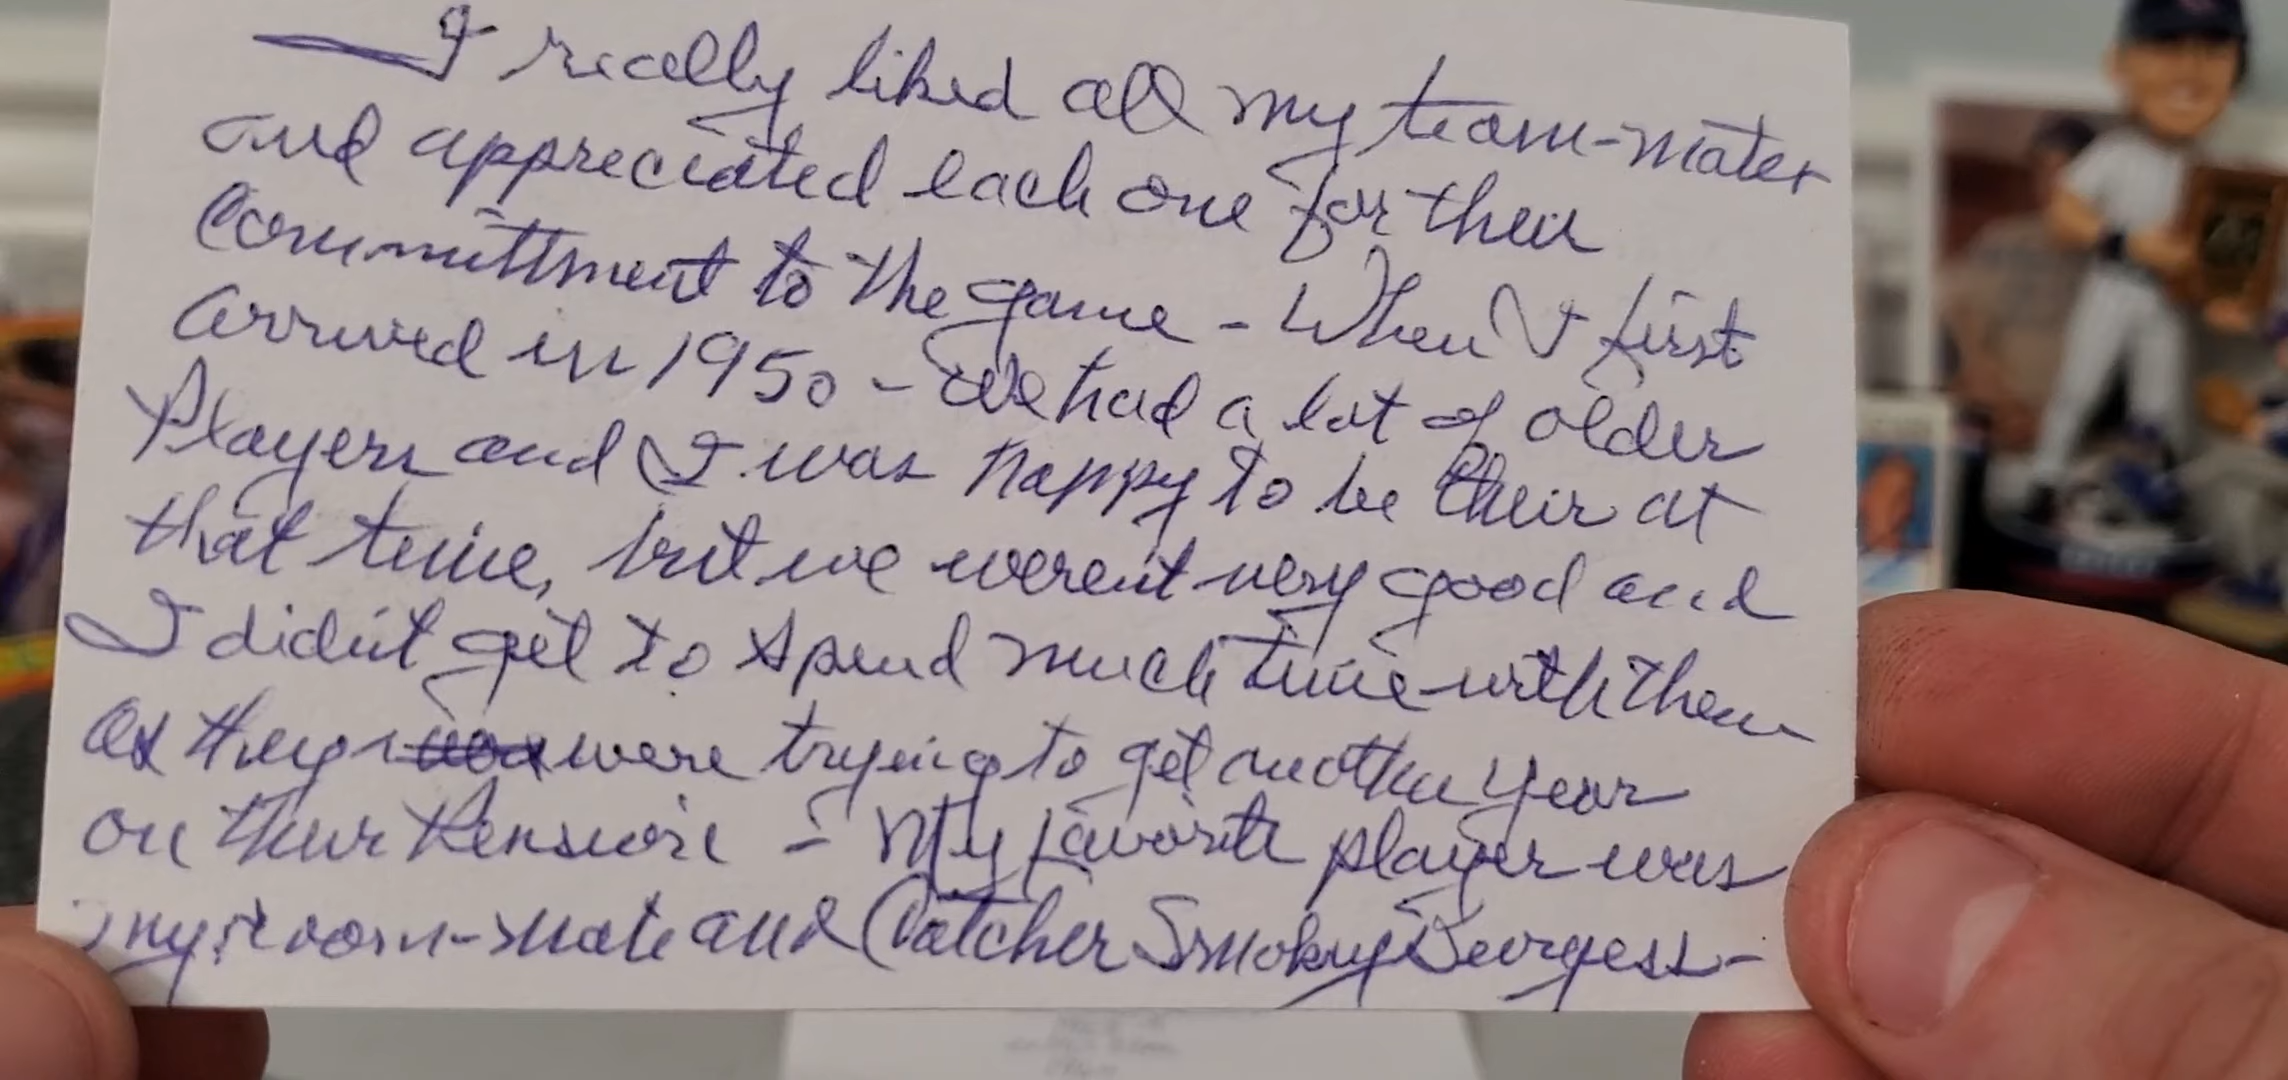 I really liked all my team-mates
and appreciated each one for their
Committment to the game - When I first
arrived in 1950 - We had a lot of older
Players and I was happy to be their at
that time, but we weren't very good and
I didn't get to spend much time with them
as they were trying to get another year
on their Pension - My favorite player was
my room-mate and Catcher Smoky Burgess -